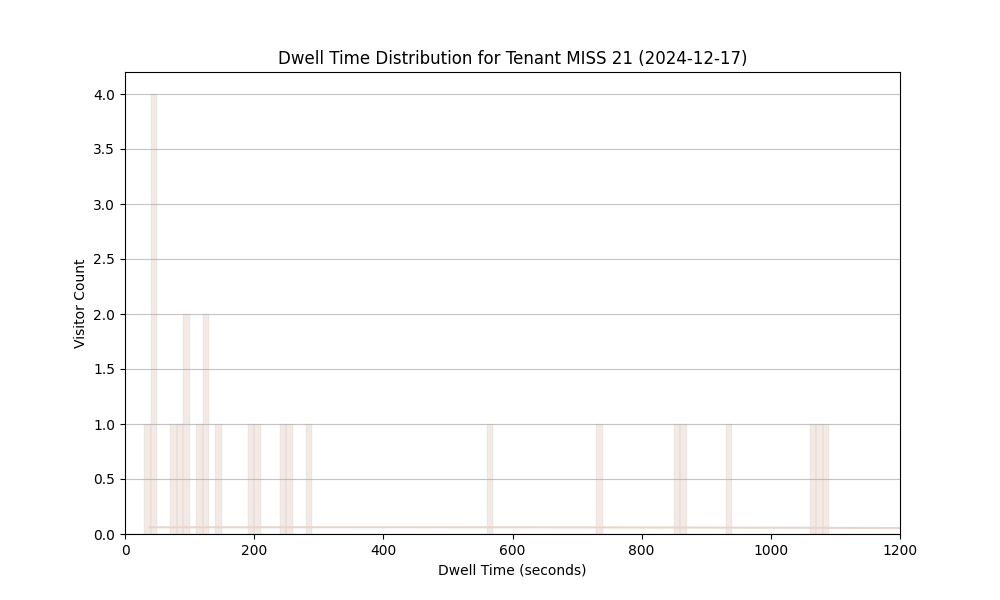 Dwell Time Distribution for Tenant MISS 21 (2024-12-17)
4.0
3.5
3.0
2.5
2.0
1.5
1.0
0.5
0.0
Visitor Count
0 200 400 600 800 1000 1200
Dwell Time (seconds)